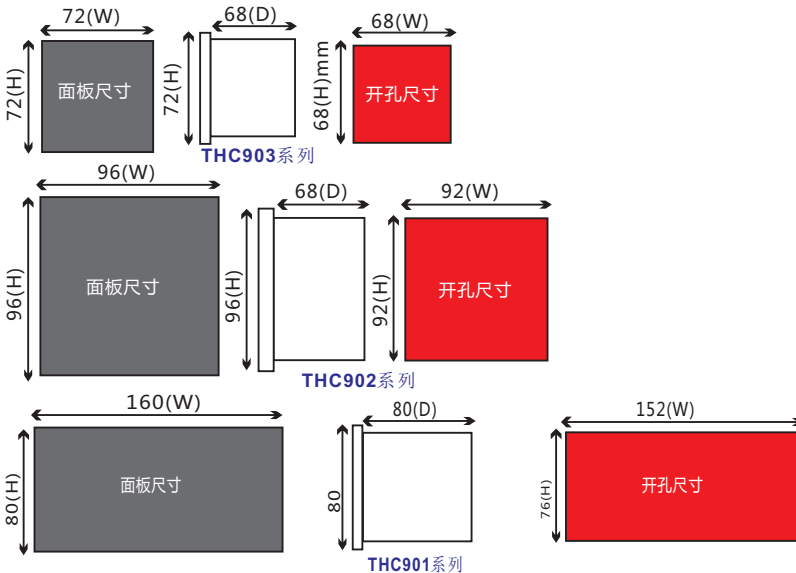 72(W)
68(D)
68(W)
72(H)
面板尺寸
72(H)
68(H)mm
开孔尺寸
THC903系列
96(W)
68(D)
92(W)
96(H)
面板尺寸
96(H)
92(H)
开孔尺寸
THC902系列
160(W)
80(D)
152(W)
80(H)
面板尺寸
80
76(H)
开孔尺寸
THC901系列